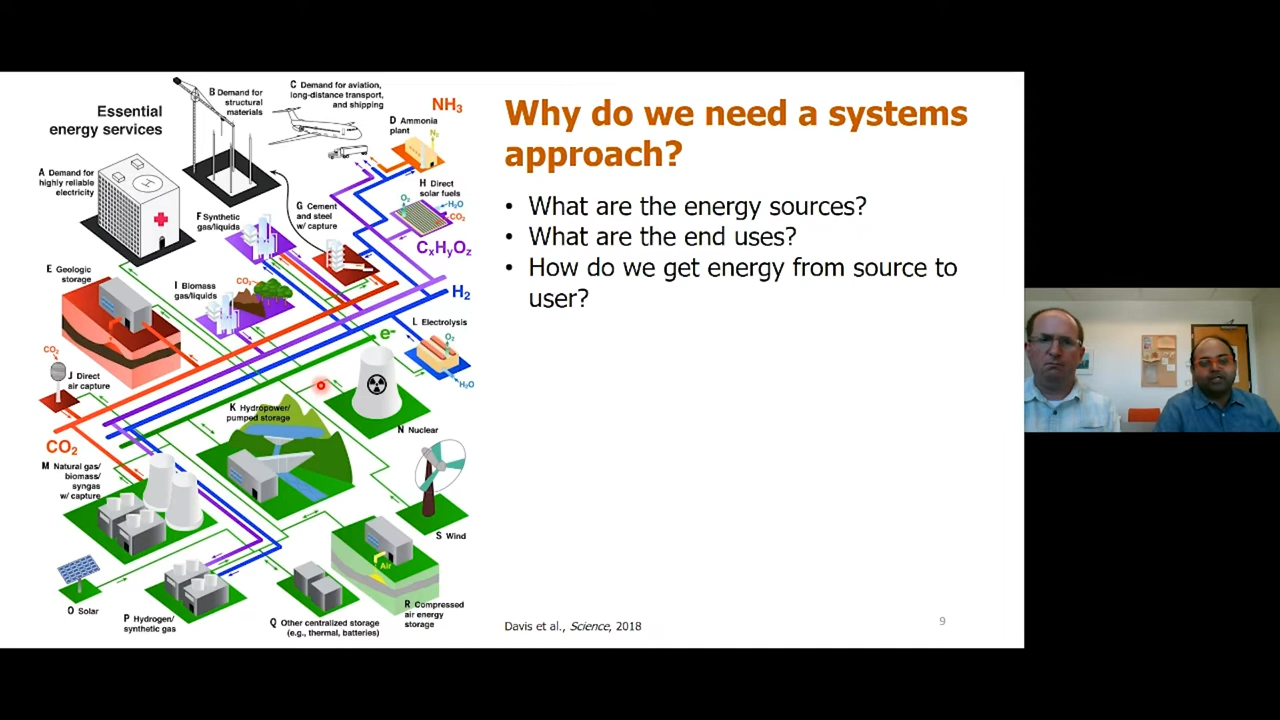 Essential
energy services
A Demand for
highly reliable
electricity
B Demand for
structural
materials
C Demand for aviation,
long-distance transport,
and shipping
NH3
D Ammonia
plant
N2
H Direct
solar fuels
O2
H2O
CO2
F Synthetic
gas/liquids
G Cement
and steel
w/ capture
CxHyOz
E Geologic
storage
I Biomass
gas/liquids
CO2
H2
L Electrolysis
O2
H2O
e-
CO2
J Direct
air capture
K Hydropower/
pumped storage
N Nuclear
CO2
M Natural gas/
biomass/
syngas
w/ capture
S Wind
O Solar
P Hydrogen/
synthetic gas
Q Other centralized storage
(e.g., thermal, batteries)
Air
R Compressed
air energy
storage
Why do we need a systems
approach?
• What are the energy sources?
• What are the end uses?
• How do we get energy from source to
user?
Davis et al., Science, 2018
9